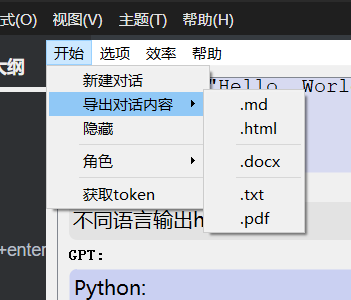 式(O) 视图(V) 主题(T) 帮助(H)
大纲
开始 选项 效率 帮助
"Hello, Worl
新建对话
导出对话内容
.md
.html
隐藏
角色
.docx
获取token
.txt
.pdf
不同语言输出h
+enter
GPT:
Python: